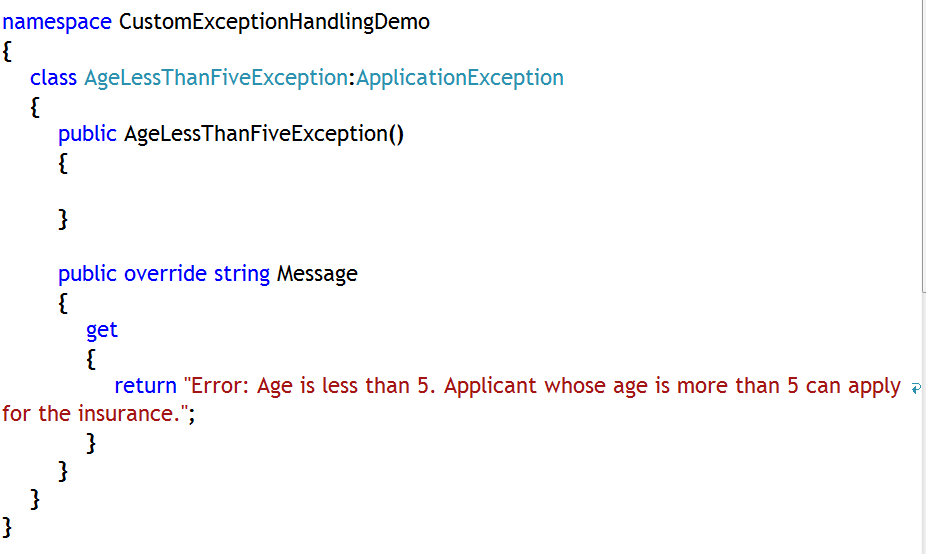 namespace CustomExceptionHandlingDemo
{
class AgeLessThanFiveException:ApplicationException
{
public AgeLessThanFiveException()
{
}
public override string Message
{
get
{
return "Error: Age is less than 5. Applicant whose age is more than 5 can apply
for the insurance.";
}
}
}
}